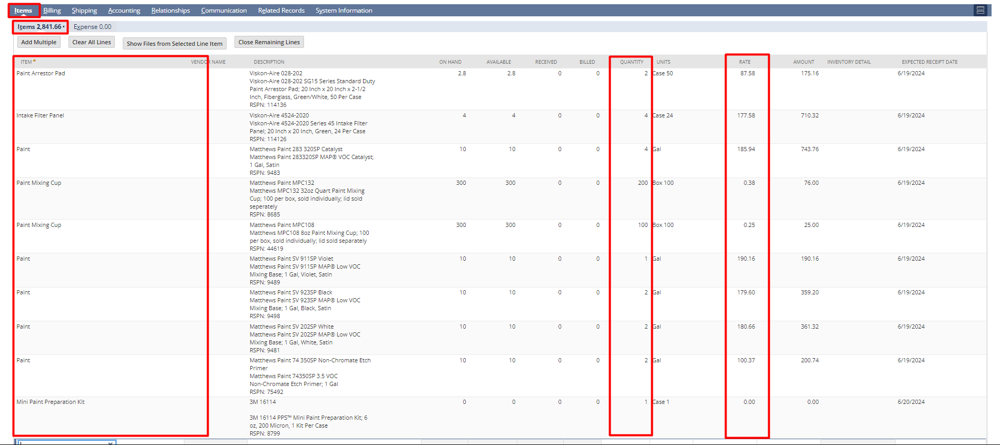 Items Billing Shipping Accounting Relationships Communication Related Records System Information
Items 2,841.66 • Expense 0.00
Add Multiple Clear All Lines Show Files from Selected Line Item Close Remaining Lines
ITEM * VENDOR NAME DESCRIPTION ON HAND AVAILABLE RECEIVED BILLED QUANTITY UNITS RATE AMOUNT INVENTORY DETAIL EXPECTED RECEIPT DATE
Paint Arrestor Pad Viskon-Aire 028-202 2.8 2.8 0 0 2 Case 50 87.58 175.16 6/19/2024
Viskon-Aire 028-202 SG15 Series Standard Duty
Paint Arrestor Pad; 20 Inch x 20 Inch x 2-1/2
Inch, Fiberglass, Green/White, 50 Per Case
RSPN: 114136
Intake Filter Panel Viskon-Aire 4524-2020 4 4 0 0 4 Case 24 177.58 710.32 6/19/2024
Viskon-Aire 4524-2020 Series 45 Intake Filter
Panel; 20 Inch x 20 Inch, Green, 24 Per Case
RSPN: 114126
Paint Matthews Paint 283 320SP Catalyst 10 10 0 0 4 Gal 185.94 743.76 6/19/2024
Matthews Paint 283320SP MAP® VOC Catalyst;
1 Gal, Satin
RSPN: 9483
Paint Mixing Cup Matthews Paint MPC132 300 300 0 0 200 Box 100 0.38 76.00 6/19/2024
Matthews MPC132 32oz Quart Paint Mixing
Cup; 100 per box, sold individually; lid sold
seperately
RSPN: 8685
Paint Mixing Cup Matthews Paint MPC108 300 300 0 0 100 Box 100 0.25 25.00 6/19/2024
Matthews MPC108 8oz Paint Mixing Cup; 100
per box, sold individually; lid sold separately
RSPN: 44619
Paint Matthews Paint SV 911SP Violet 10 10 0 0 1 Gal 190.16 190.16 6/19/2024
Matthews Paint SV 911SP MAP® Low VOC
Mixing Base; 1 Gal, Violet, Satin
RSPN: 9489
Paint Matthews Paint SV 923SP Black 10 10 0 0 2 Gal 179.60 359.20 6/19/2024
Matthews Paint SV 923SP MAP® Low VOC
Mixing Base; 1 Gal, Black, Satin
RSPN: 9498
Paint Matthews Paint SV 202SP White 10 10 0 0 2 Gal 180.66 361.32 6/19/2024
Matthews Paint SV 202SP MAP® Low VOC
Mixing Base; 1 Gal, White, Satin
RSPN: 9481
Paint Matthews Paint 74 350SP Non-Chromate Etch 10 10 0 0 2 Gal 100.37 200.74 6/19/2024
Primer
Matthews Paint 74350SP 3.5 VOC
Non-Chromate Etch Primer; 1 Gal
RSPN: 75492
Mini Paint Preparation Kit 3M 16114 0 0 0 0 1 Case 1 0.00 0.00 6/20/2024
3M 16114 PPS™ Mini Paint Preparation Kit; 6
oz, 200 Micron, 1 Kit Per Case
RSPN: 8799